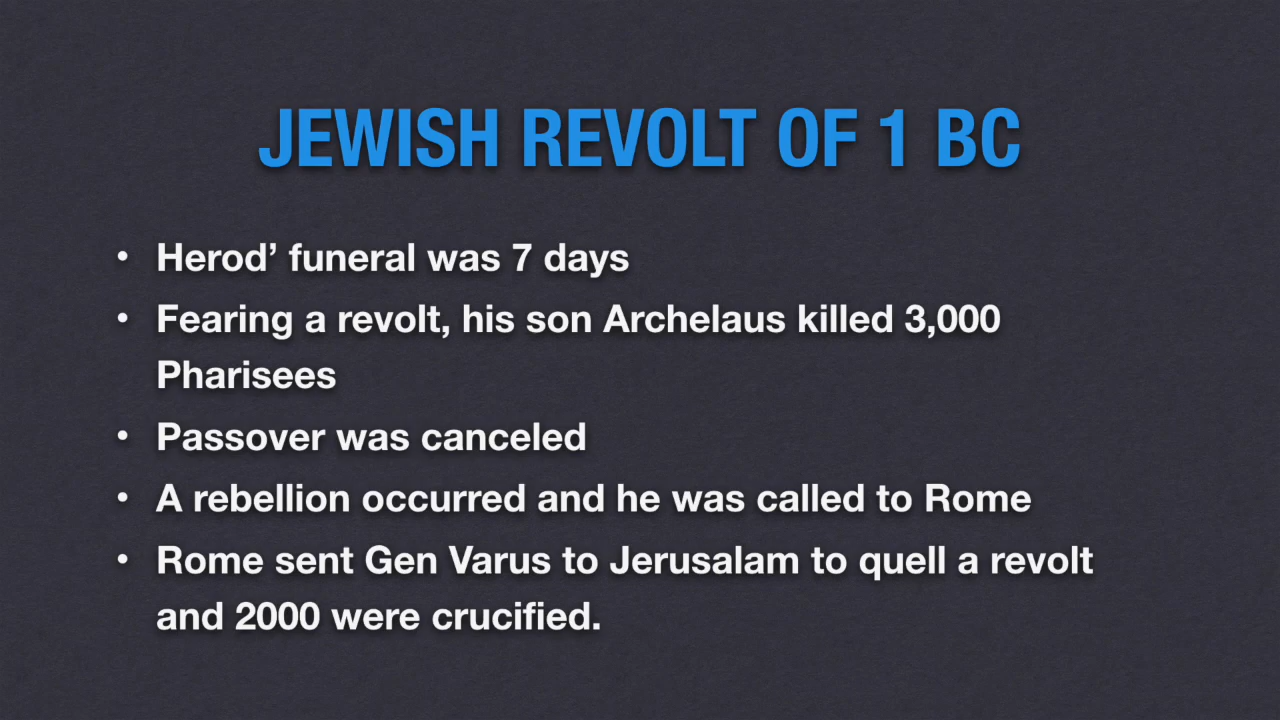 JEWISH REVOLT OF 1 BC
• Herod’ funeral was 7 days
• Fearing a revolt, his son Archelaus killed 3,000
Pharisees
• Passover was canceled
• A rebellion occurred and he was called to Rome
• Rome sent Gen Varus to Jerusalam to quell a revolt
and 2000 were crucified.